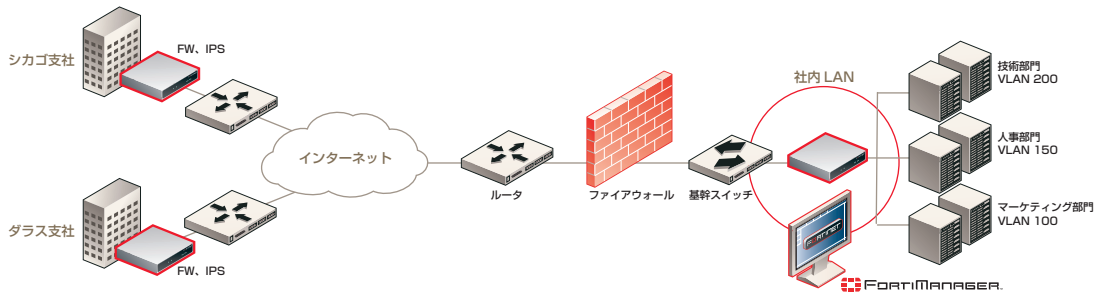 シカゴ支社
FW、IPS
インターネット
ダラス支社
FW、IPS
ルータ
ファイアウォール
基幹スイッチ
社内 LAN
技術部門
VLAN 200
人事部門
VLAN 150
マーケティング部門
VLAN 100
FORTINET
FORTIMANAGER.